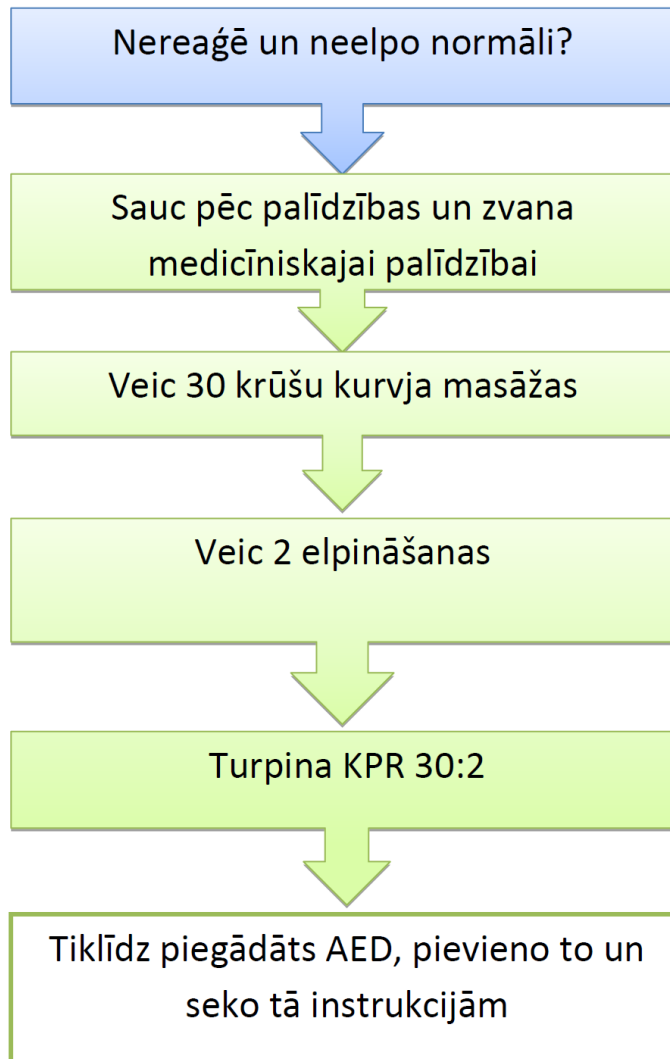 Nereaģē un neelpo normāli?
Sauc pēc palīdzības un zvana
medicīniskajai palīdzībai
Veic 30 krūšu kurvja masāžas
Veic 2 elpināšanas
Turpina KPR 30:2
Tiklīdz piegādāts AED, pievieno to un
seko tā instrukcijām